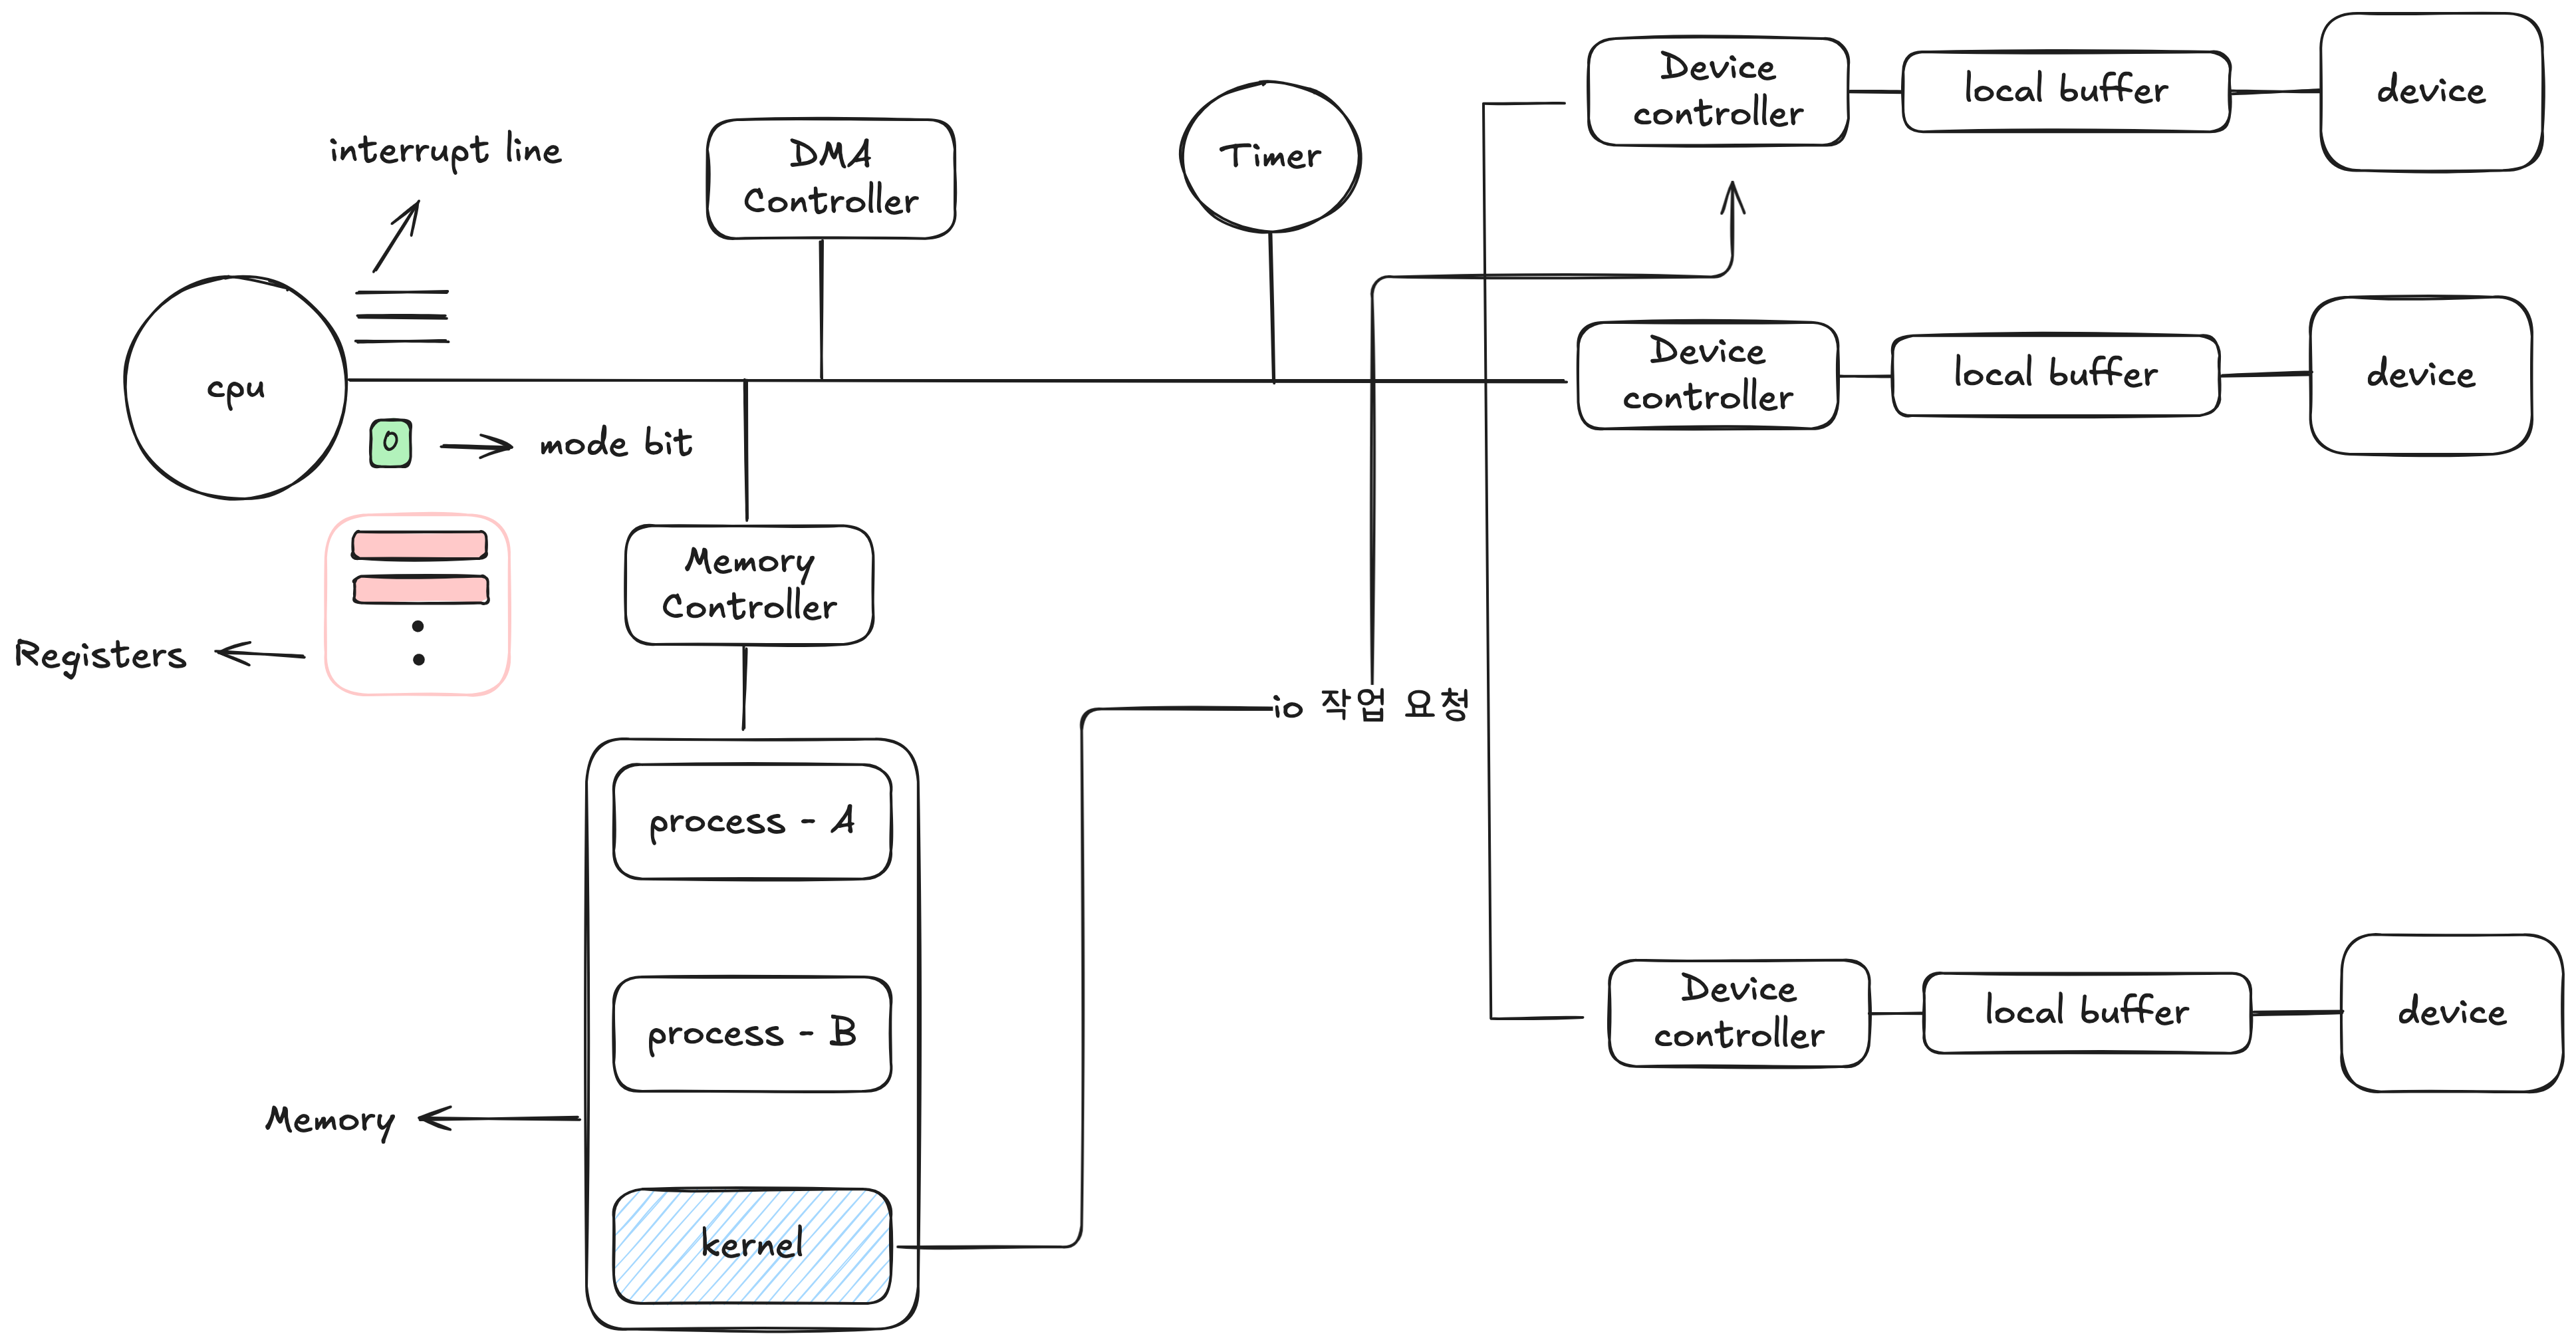 interrupt line
DMA
Controller
Timer
Device
controller
local buffer
device
cpu
0
mode bit
Device
controller
local buffer
device
Memory
Controller
Registers
io 작업 요청
process - A
process - B
Device
controller
local buffer
device
Memory
kernel